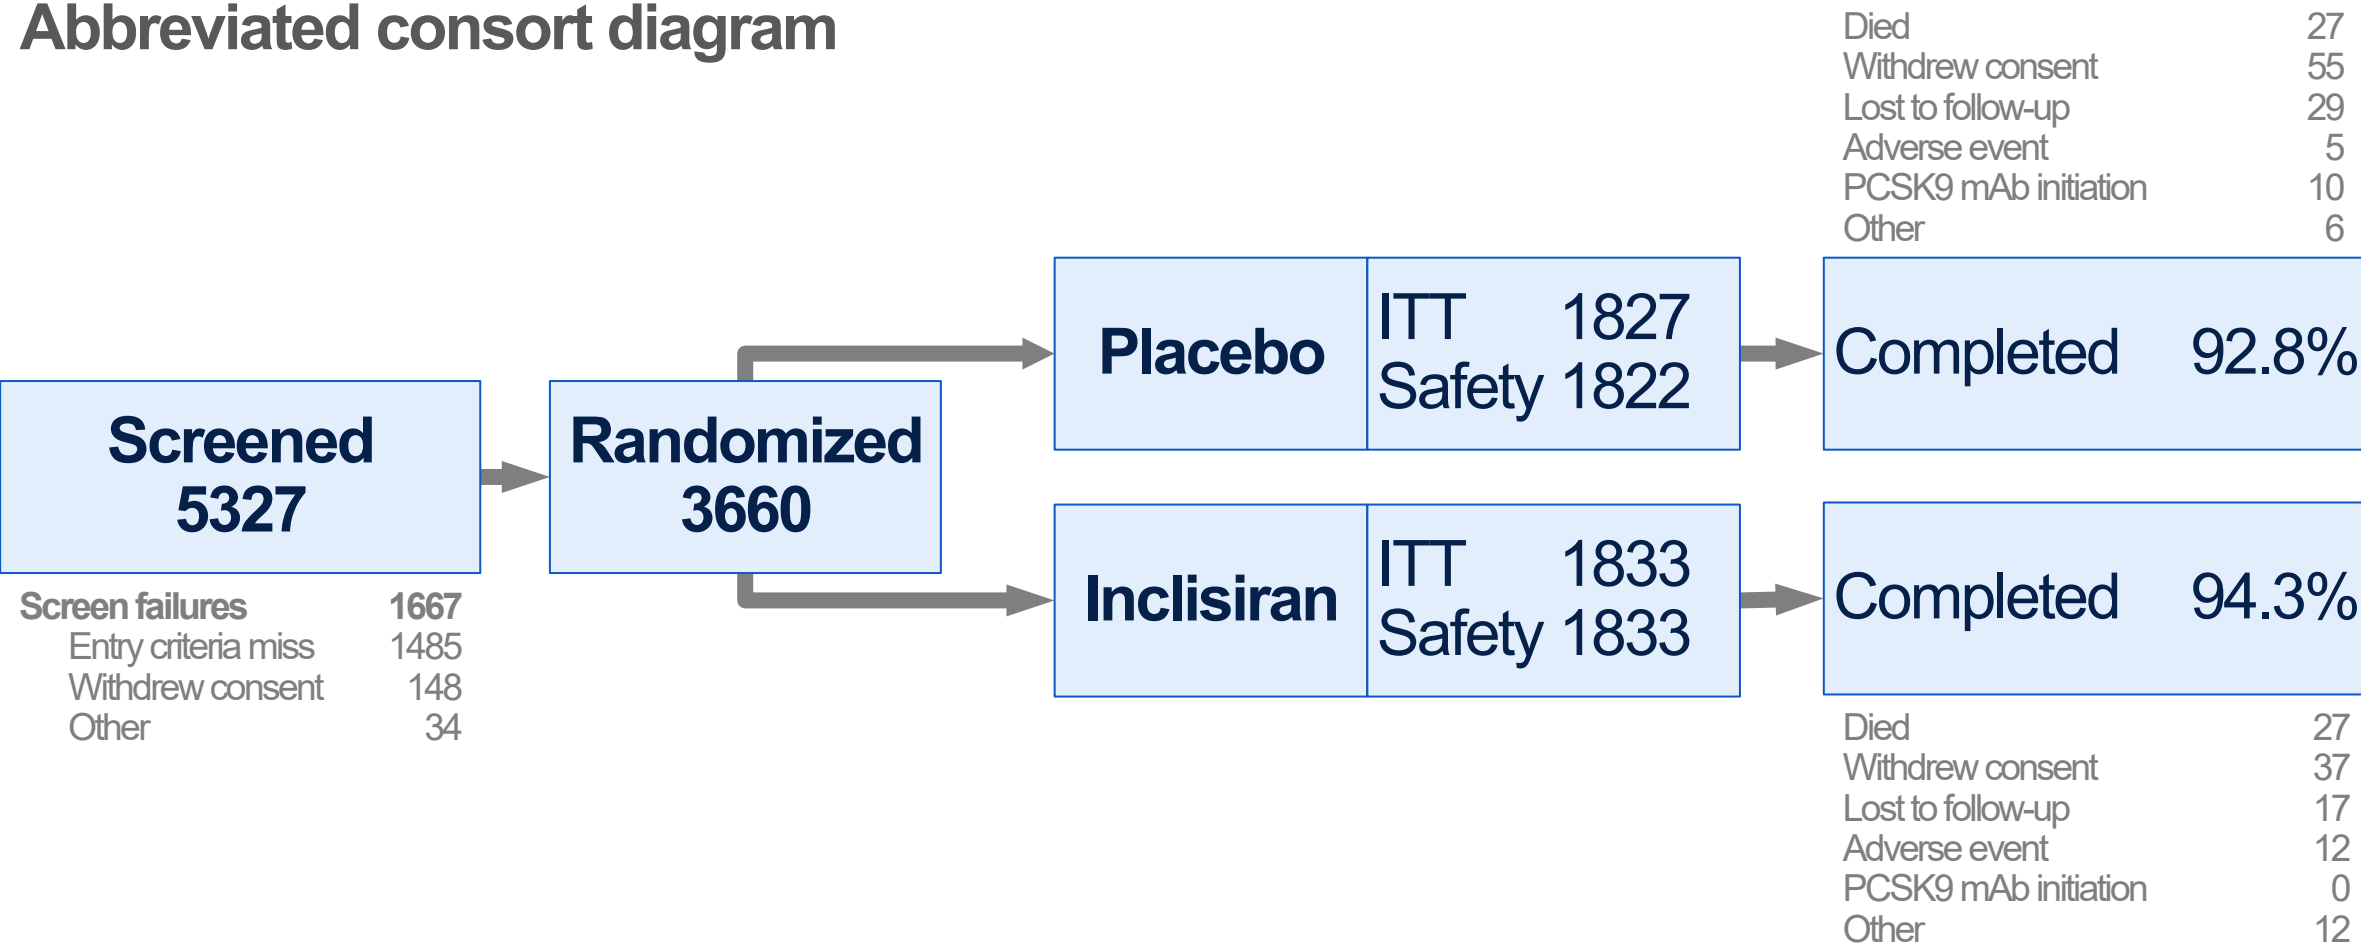 Abbreviated consort diagram
Died 27
Withdrew consent 55
Lost to follow-up 29
Adverse event 5
PCSK9 mAb initiation 10
Other 6
Placebo
ITT 1827
Safety 1822
Completed 92.8%
Screened
5327
Randomized
3660
Inclisiran
ITT 1833
Safety 1833
Completed 94.3%
Screen failures 1667
Entry criteria miss 1485
Withdrew consent 148
Other 34
Died 27
Withdrew consent 37
Lost to follow-up 17
Adverse event 12
PCSK9 mAb initiation 0
Other 12